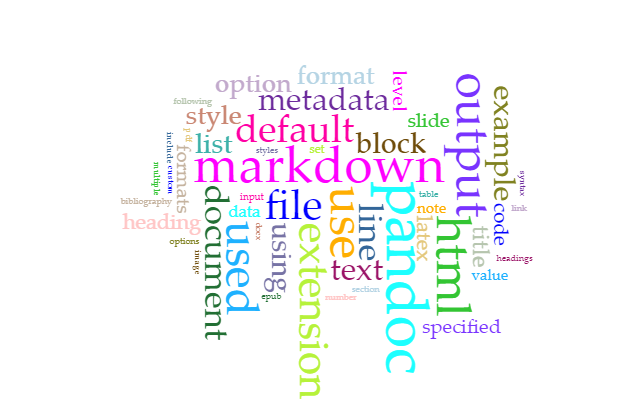 option
format
level
following
metadata
output
example
style
default
slide
list
block
styles
set
pdf
include
custom
multiple
formats
markdown
syntax
bibliography
document
input
file
use
line
pandoc
table
note
latex
html
code
link
heading
data
used
docx
using
extension
title
options
image
text
headings
value
epub
section
number
specified